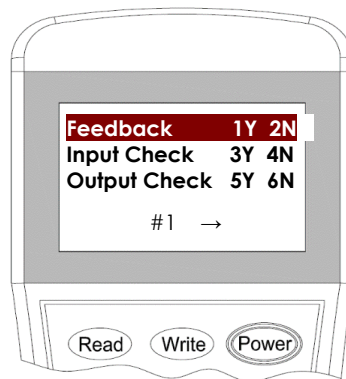 Feedback 1Y 2N
Input Check 3Y 4N
Output Check 5Y 6N
#1 →
Read Write Power